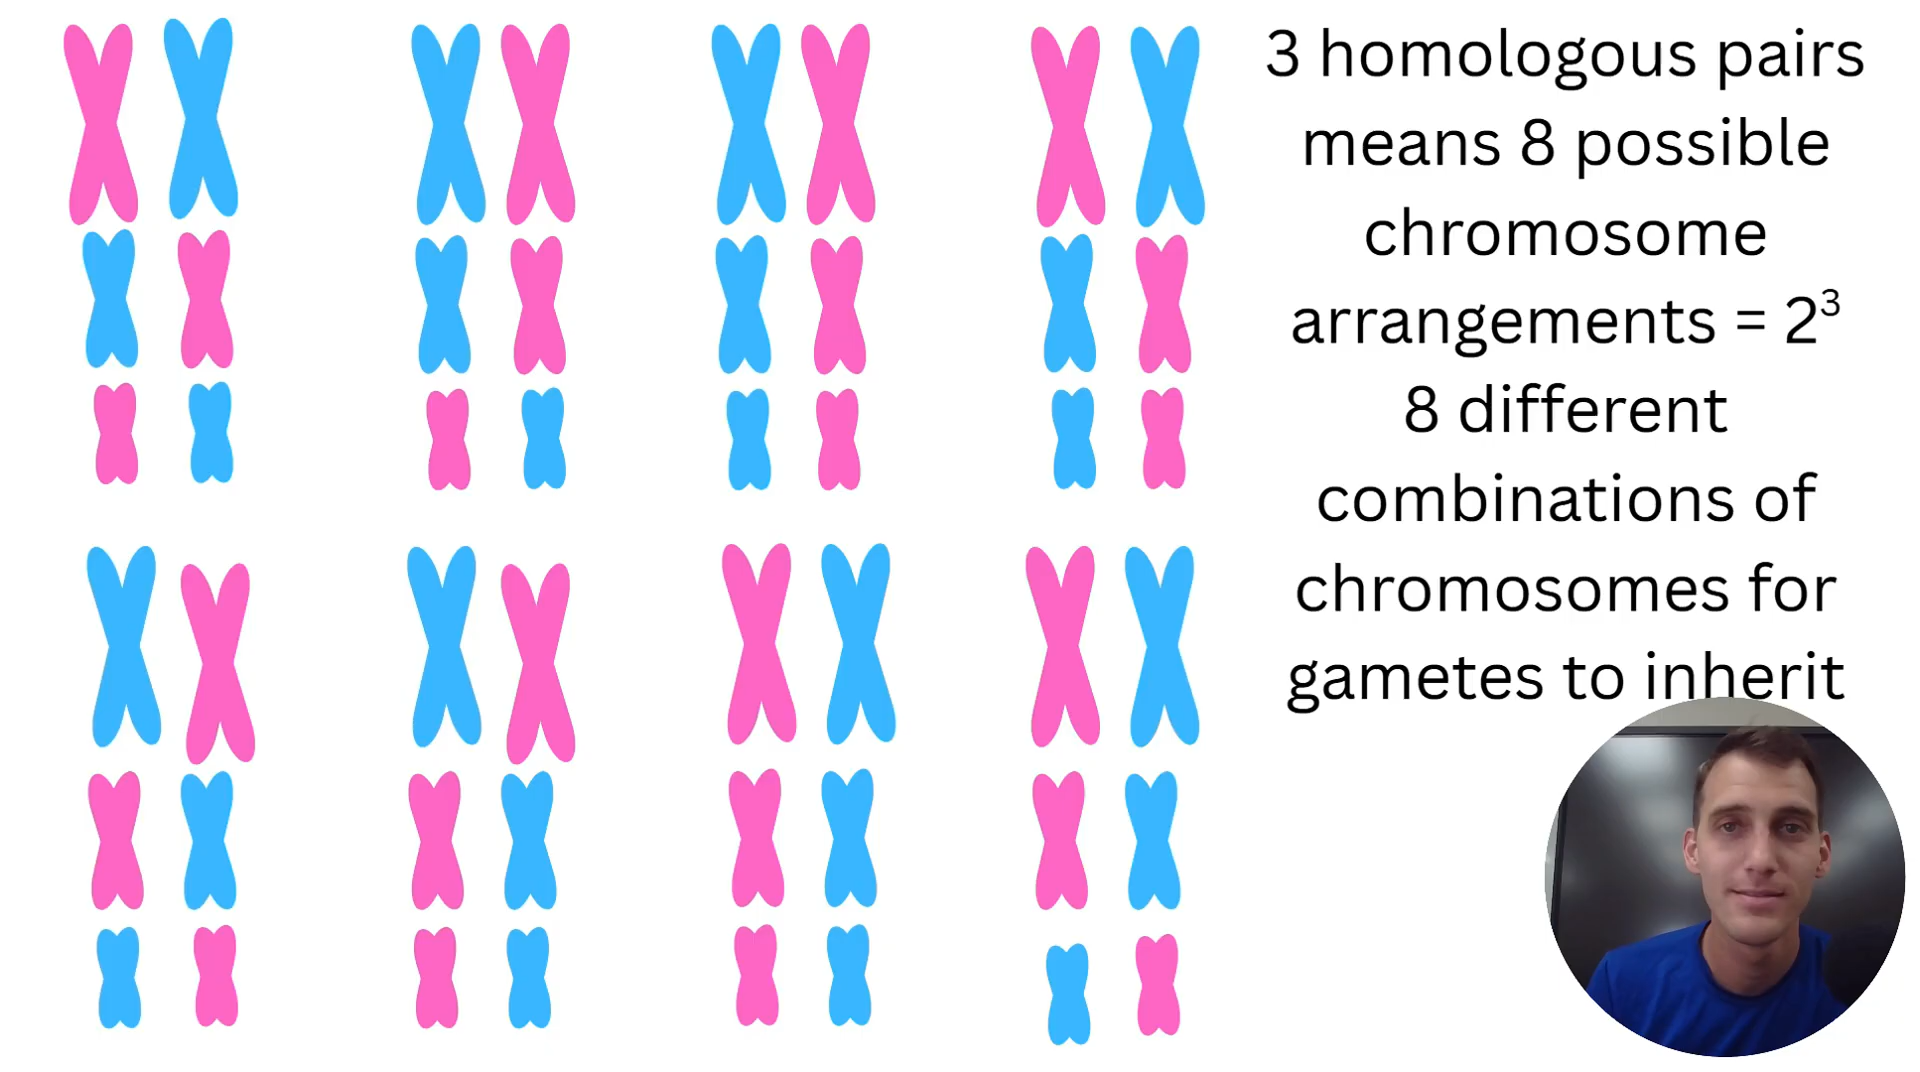 3 homologous pairs
means 8 possible
chromosome
arrangements = 2³
8 different
combinations of
chromosomes for
gametes to inherit